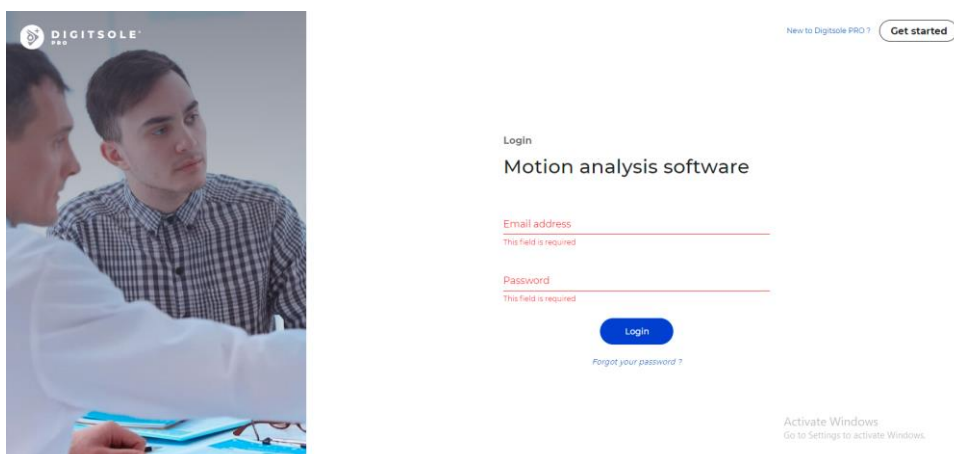 DIGITSOLE
PRO
New to Digitsole PRO ?
Get started
Login
Motion analysis software
Email address
This field is required
Password
This field is required
Login
Forgot your password ?
Activate Windows
Go to Settings to activate Windows.